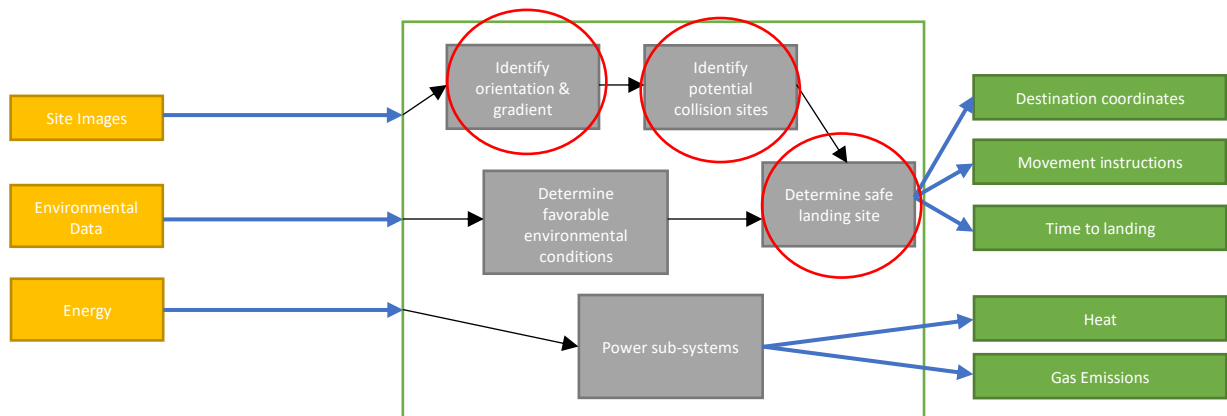 Site Images
Environmental
Data
Energy
Identify
orientation &
gradient
Identify
potential
collision sites
Determine
favorable
environmental
conditions
Determine safe
landing site
Power sub-systems
Destination coordinates
Movement instructions
Time to landing
Heat
Gas Emissions